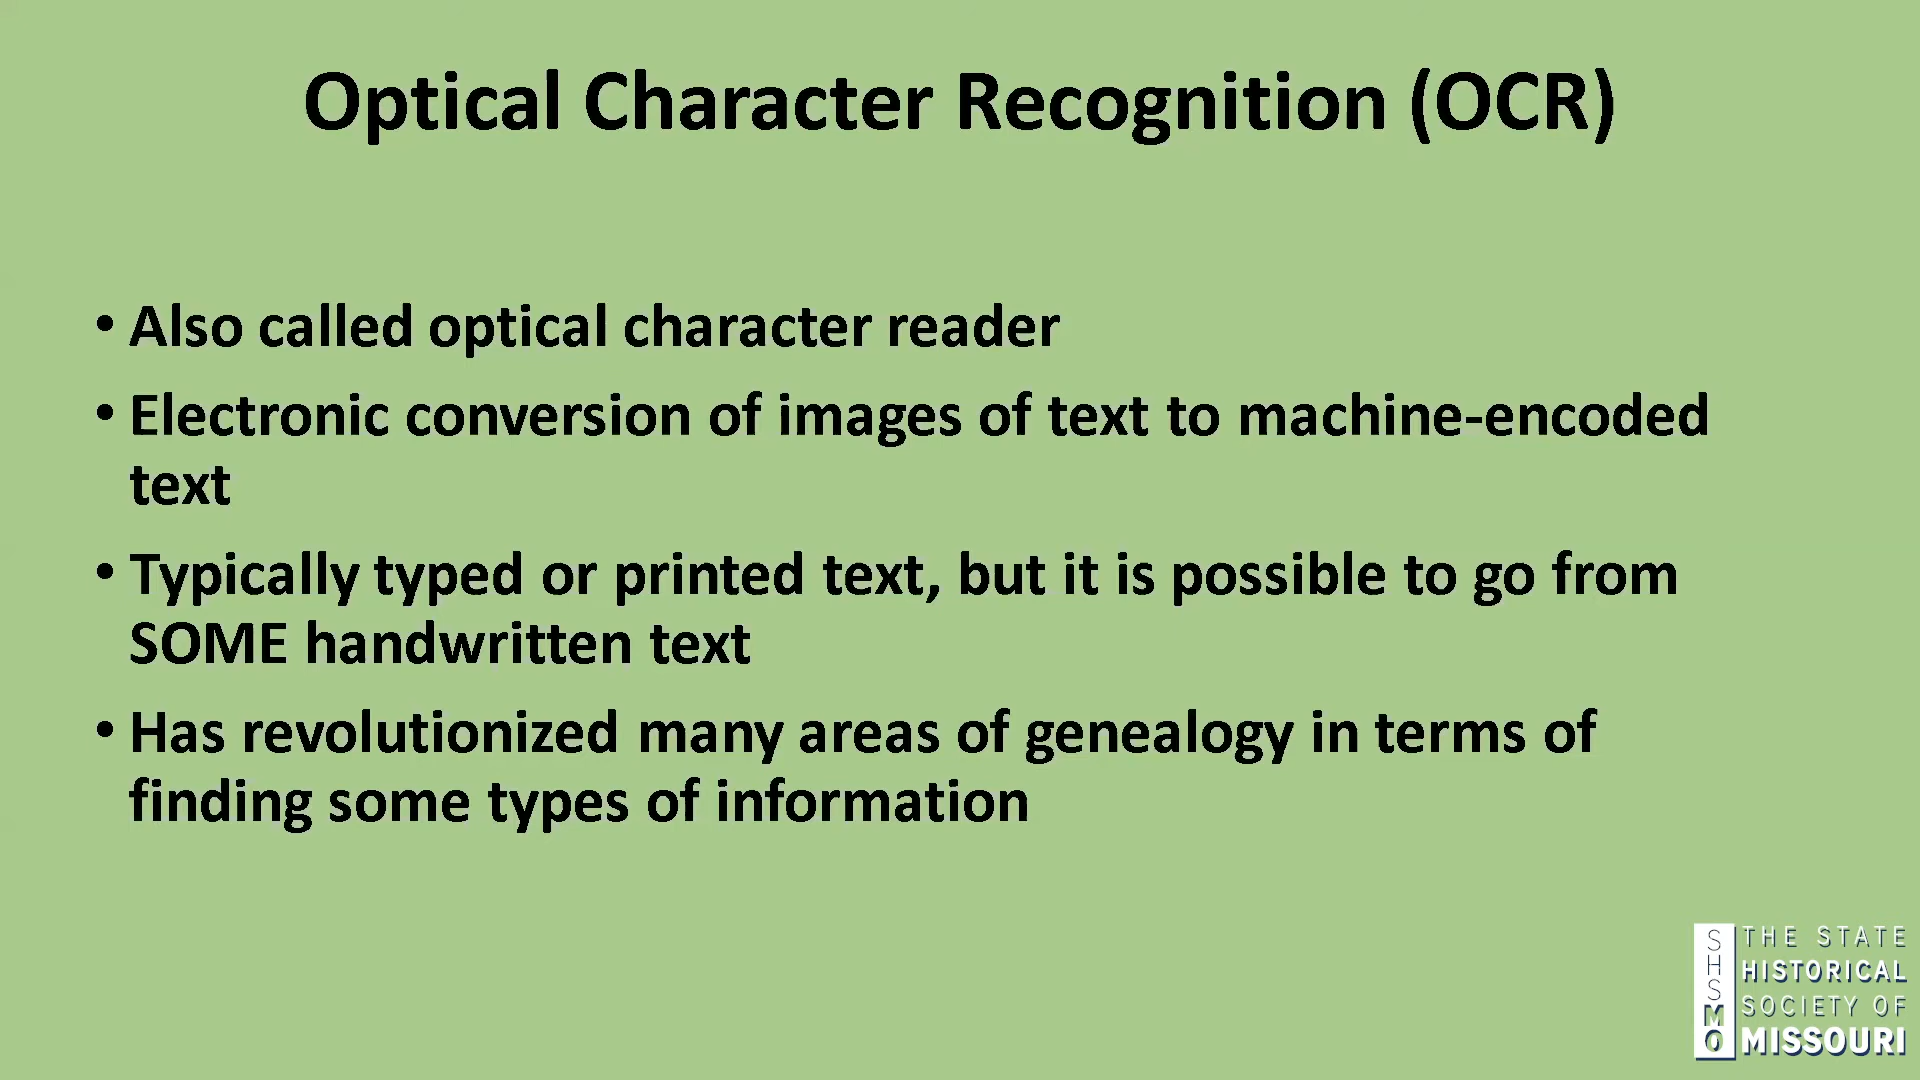 Optical Character Recognition (OCR)
• Also called optical character reader
• Electronic conversion of images of text to machine-encoded
text
• Typically typed or printed text, but it is possible to go from
SOME handwritten text
• Has revolutionized many areas of genealogy in terms of
finding some types of information
SHSMO
THE STATE
HISTORICAL
SOCIETY OF
MISSOURI